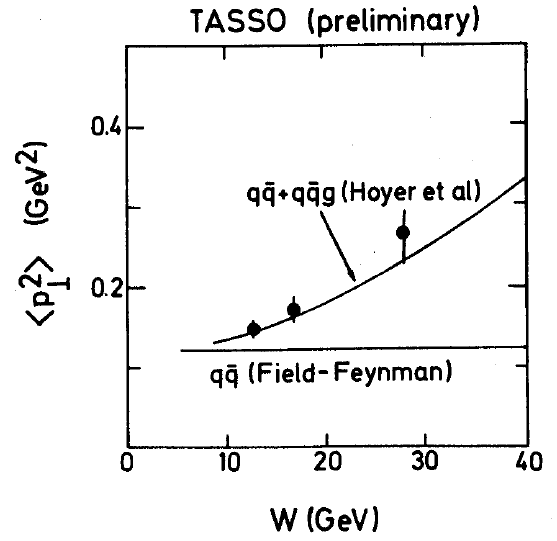 TASSO (preliminary)
0.4
⟨p⊥²⟩ (GeV²)
qq̄+qq̄g (Hoyer et al)
0.2
qq̄ (Field-Feynman)
0 10 20 30 40
W (GeV)